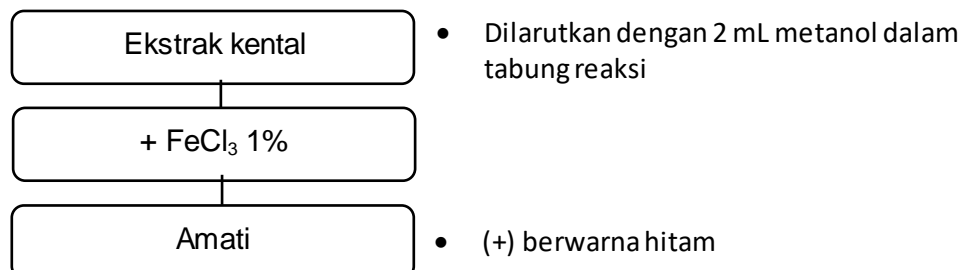 Ekstrak kental
• Dilarutkan dengan 2 mL metanol dalam
tabung reaksi
+ FeCl₃ 1%
Amati
• (+) berwarna hitam